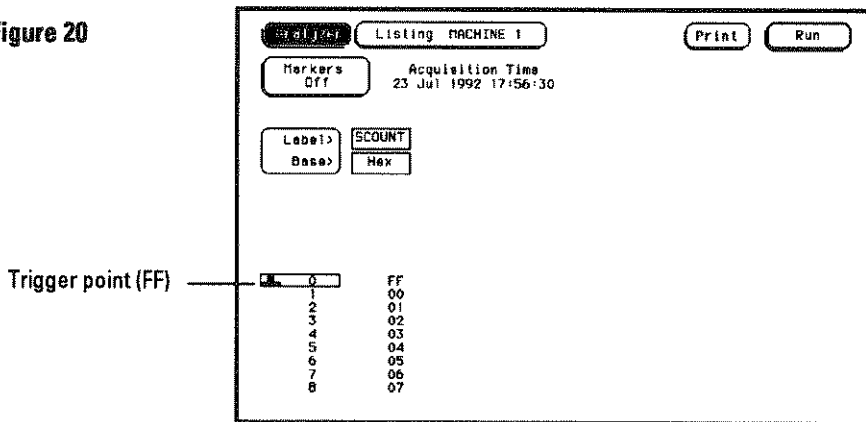 igure 20
Analyzer Listing MACHINE 1 Print Run
Markers Off Acquisition Time
23 Jul 1992 17:56:30
Label> SCOUNT
Base> Hex
Trigger point (FF)
0 FF
1 00
2 01
3 02
4 03
5 04
6 05
7 06
8 07